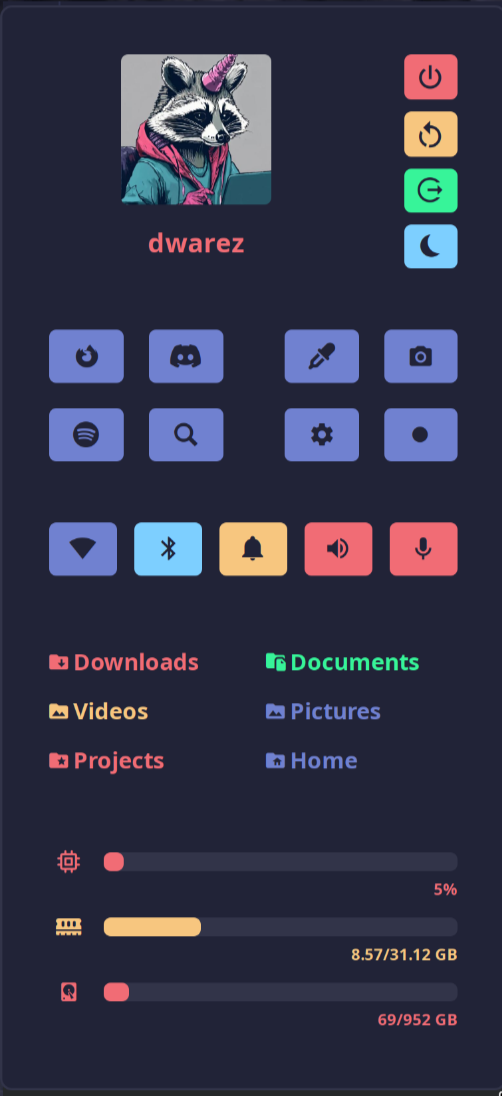 dwarez
Downloads
Documents
Videos
Pictures
Projects
Home
5%
8.57/31.12 GB
69/952 GB